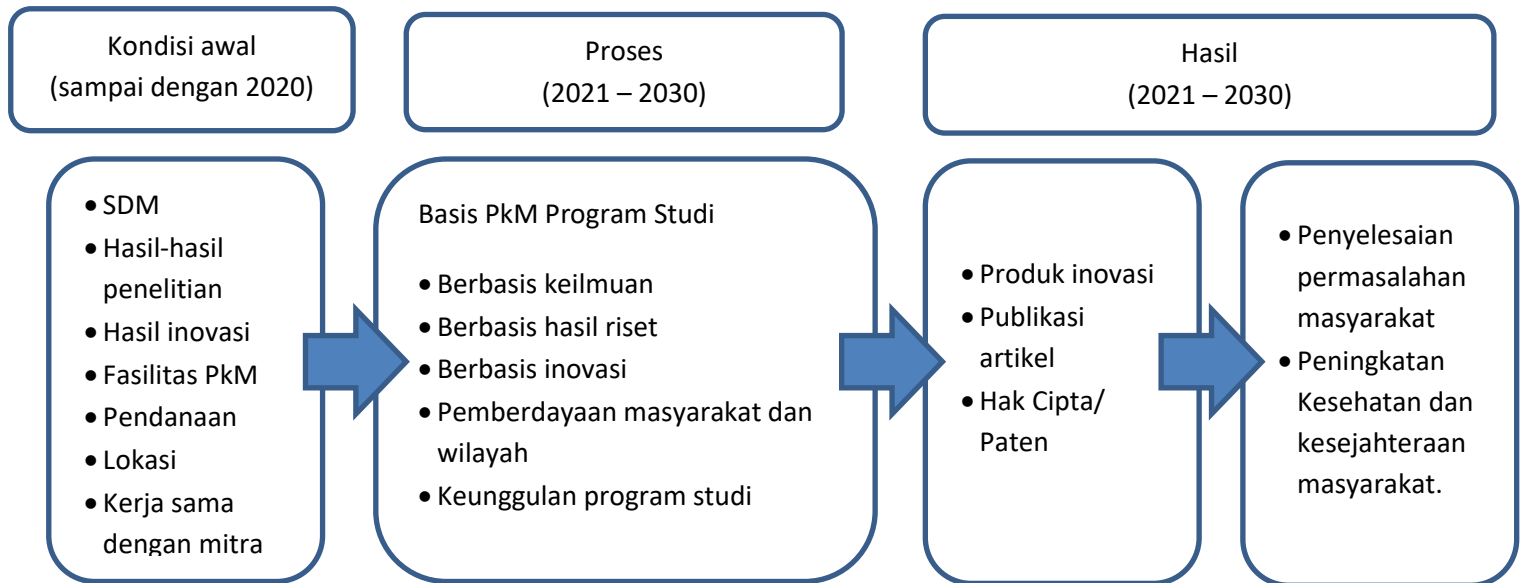 Kondisi awal
(sampai dengan 2020)
Proses
(2021 – 2030)
Hasil
(2021 – 2030)
• SDM
• Hasil-hasil
penelitian
• Hasil inovasi
• Fasilitas PkM
• Pendanaan
• Lokasi
• Kerja sama
dengan mitra
Basis PkM Program Studi
• Berbasis keilmuan
• Berbasis hasil riset
• Berbasis inovasi
• Pemberdayaan masyarakat dan
wilayah
• Keunggulan program studi
• Produk inovasi
• Publikasi
artikel
• Hak Cipta/
Paten
• Penyelesaian
permasalahan
masyarakat
• Peningkatan
Kesehatan dan
kesejahteraan
masyarakat.